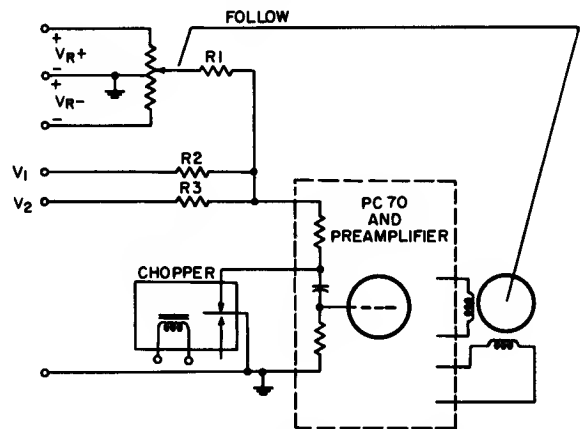 FOLLOW
+
VR+
R1
−
+
VR−
−
V1
R2
V2
R3
PC 70
AND
PREAMPLIFIER
CHOPPER